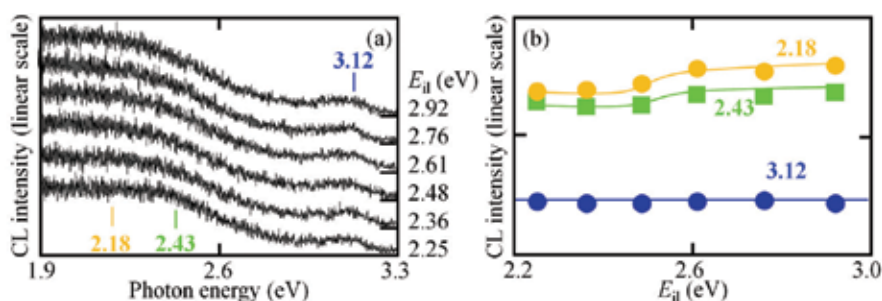 CL intensity (linear scale)
(a)
3.12
E_il (eV)
2.92
2.76
2.61
2.48
2.36
2.25
2.18
2.43
1.9 2.6 3.3
Photon energy (eV)
CL intensity (linear scale)
(b)
2.18
2.43
3.12
2.2 2.6 3.0
E_il (eV)